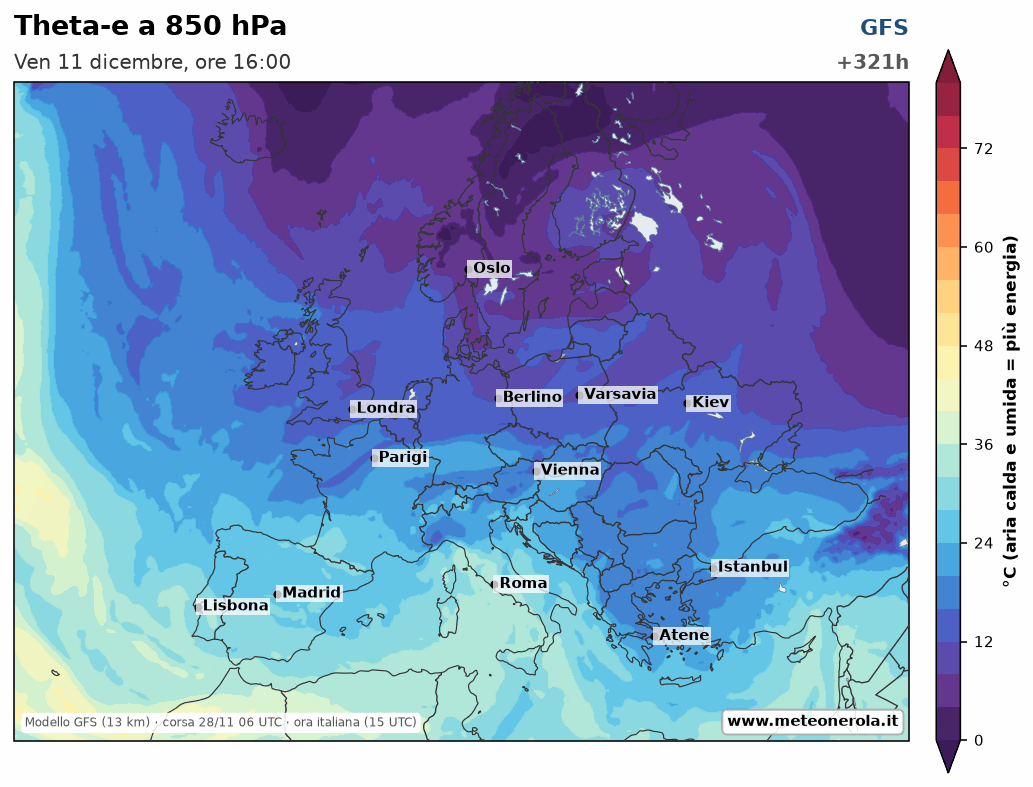 Theta-e a 850 hPa
GFS
Ven 11 dicembre, ore 16:00
+321h
72
60
48
36
24
12
0
°C (aria calda e umida = più energia)
Oslo
Berlino
Varsavia
Kiev
Londra
Parigi
Vienna
Istanbul
Roma
Madrid
Lisbona
Atene
Modello GFS (13 km) · corsa 28/11 06 UTC · ora italiana (15 UTC)
www.meteonerola.it